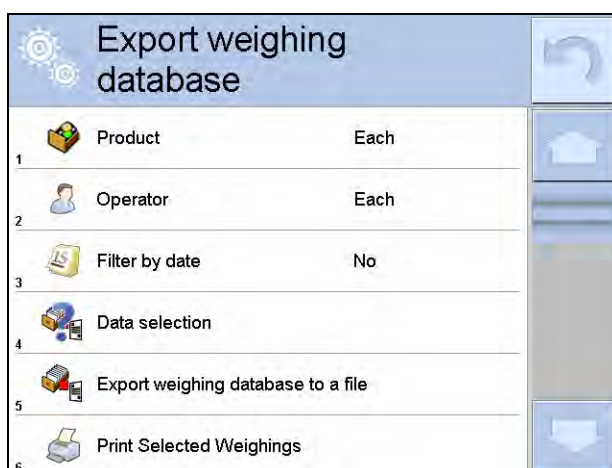 Export weighing
database
Product Each
1
Operator Each
2
15
Filter by date No
3
Data selection
4
Export weighing database to a file
5
Print Selected Weighings
6